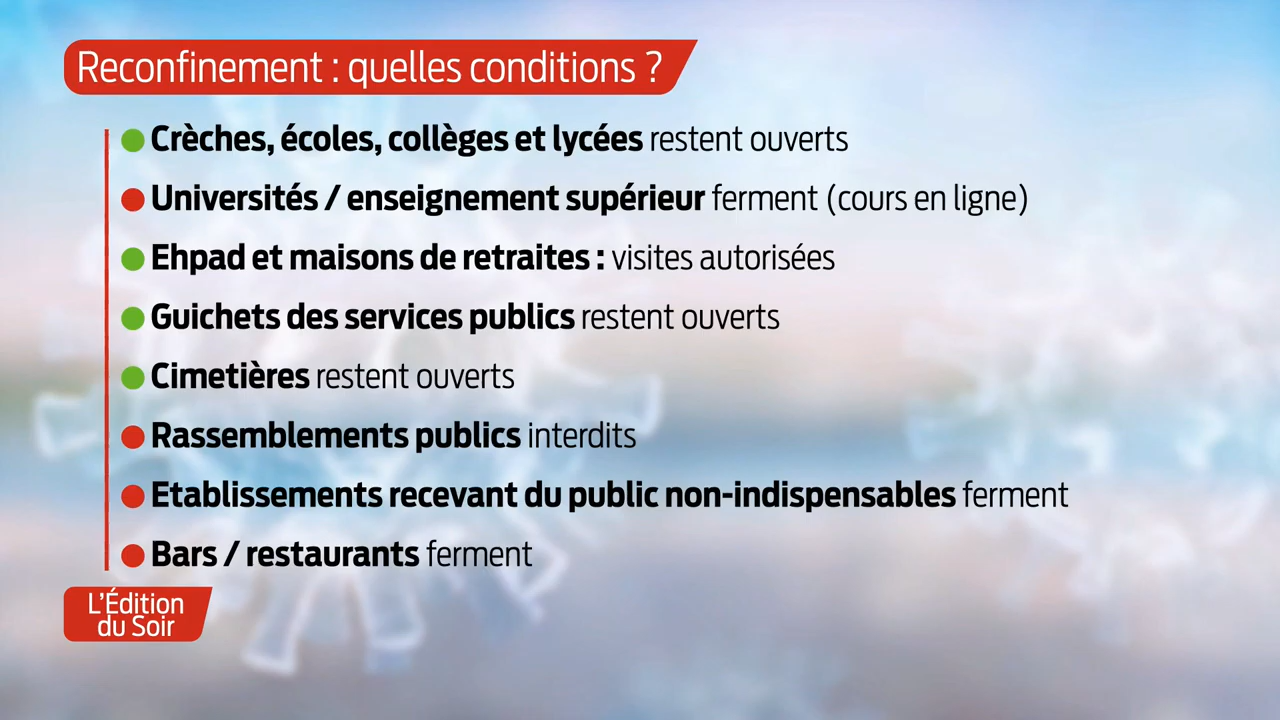 Reconfinement : quelles conditions ?
Crèches, écoles, collèges et lycées restent ouverts
Universités / enseignement supérieur ferment (cours en ligne)
Ehpad et maisons de retraites : visites autorisées
Guichets des services publics restent ouverts
Cimetières restent ouverts
Rassemblements publics interdits
Etablissements recevant du public non-indispensables ferment
Bars / restaurants ferment
L'Édition
du Soir